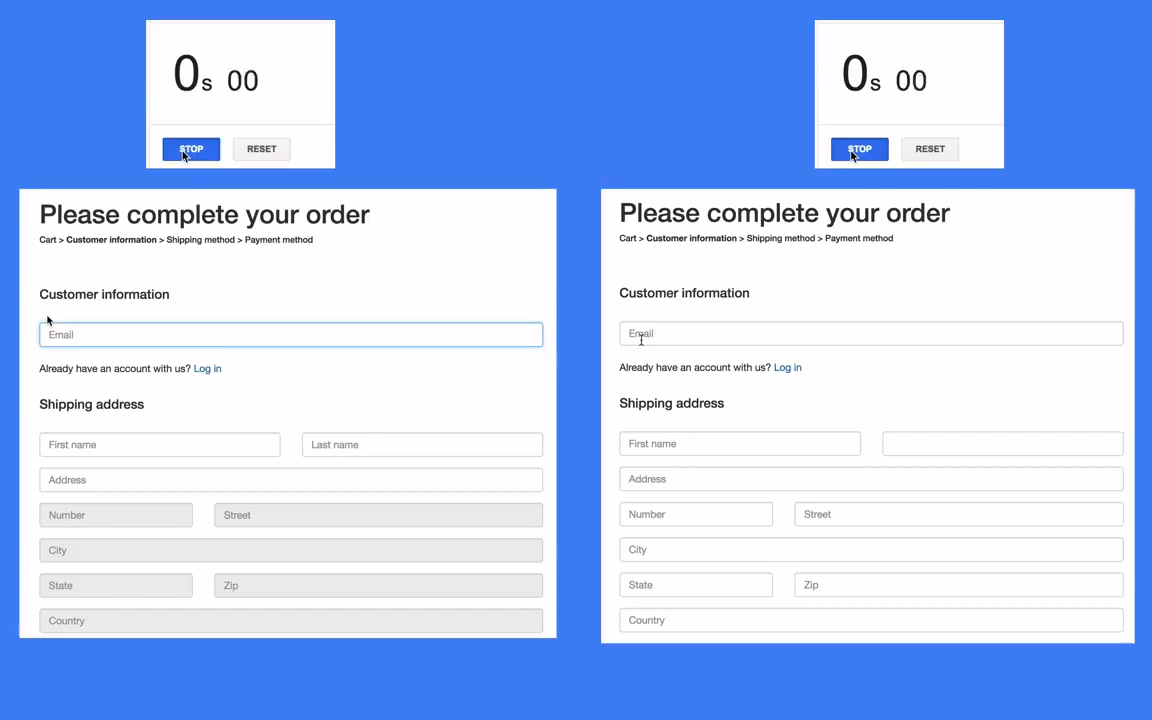 0s 00
STOP RESET
Please complete your order
Cart > Customer information > Shipping method > Payment method
Customer information
Email
Already have an account with us? Log in
Shipping address
First name Last name
Address
Number Street
City
State Zip
Country
0s 00
STOP RESET
Please complete your order
Cart > Customer information > Shipping method > Payment method
Customer information
Email
Already have an account with us? Log in
Shipping address
First name
Address
Number Street
City
State Zip
Country